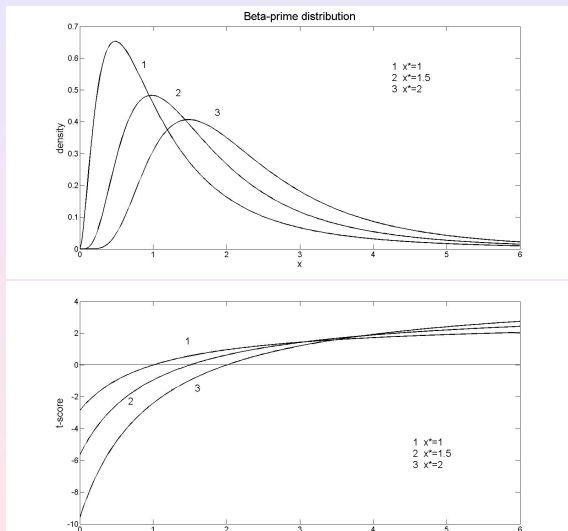 Beta-prime distribution
0.7
0.6
0.5
0.4
0.3
0.2
0.1
0
density
1
2
3
1 x*=1
2 x*=1.5
3 x*=2
0 1 2 3 4 5 6
x
4
2
0
-2
-4
-6
-8
-10
t-score
1
2
3
1 x*=1
2 x*=1.5
3 x*=2
0 1 2 3 4 5 6